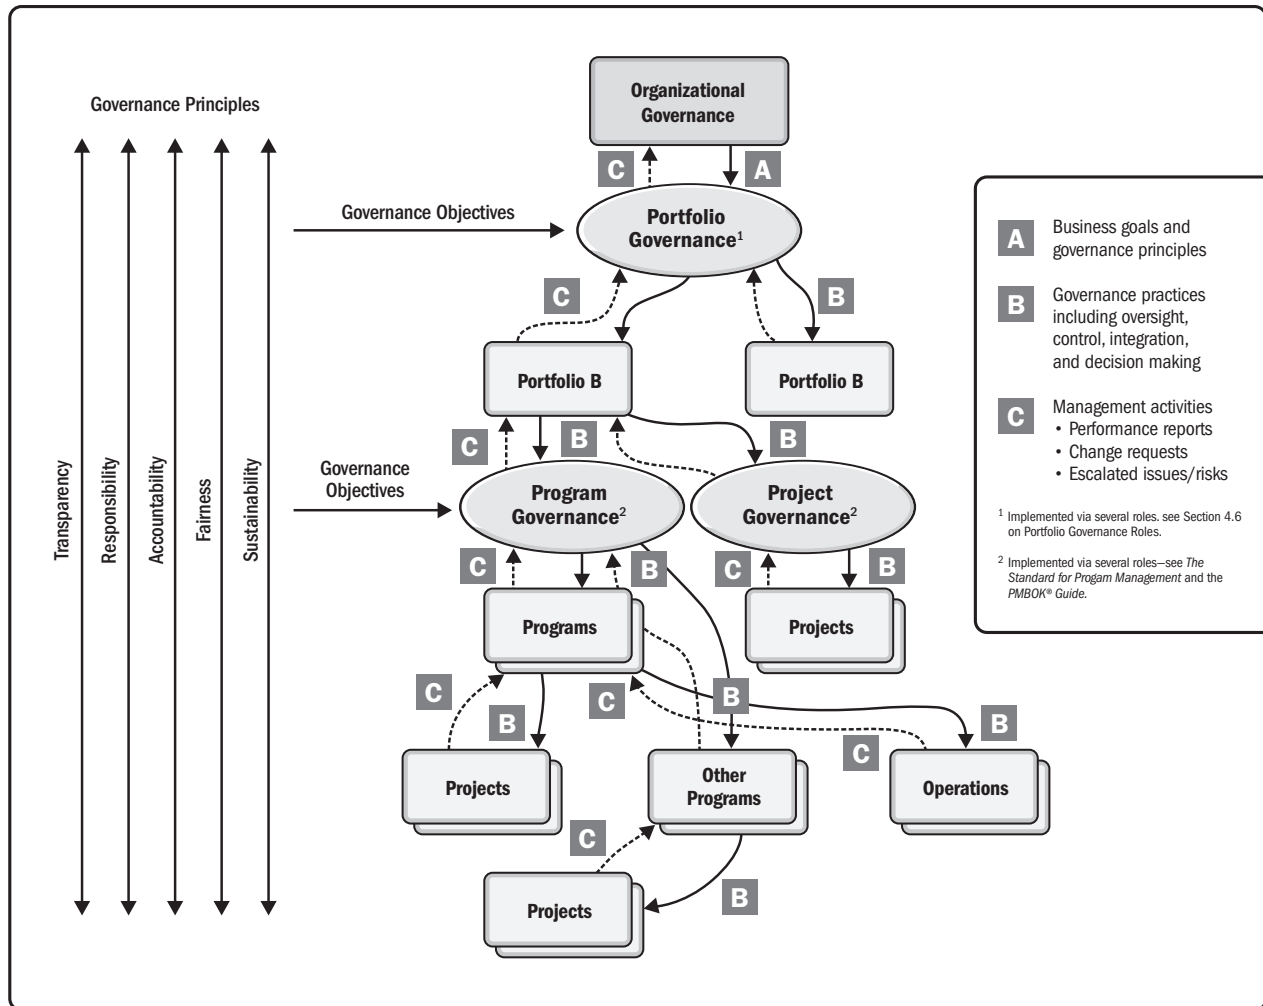 Governance Principles
Transparency
Responsibility
Accountability
Fairness
Sustainability
Organizational
Governance
C
A
Governance Objectives
Portfolio
Governance1
C
B
Portfolio B
Portfolio B
C
B
B
Governance
Objectives
Program
Governance2
Project
Governance2
C
B
C
B
Programs
Projects
C
B
C
B
B
C
Projects
Other
Programs
Operations
C
B
Projects
A
Business goals and
governance principles
B
Governance practices
including oversight,
control, integration,
and decision making
C
Management activities
• Performance reports
• Change requests
• Escalated issues/risks
1 Implemented via several roles. see Section 4.6
on Portfolio Governance Roles.
2 Implemented via several roles—see The
Standard for Progam Management and the
PMBOK® Guide.